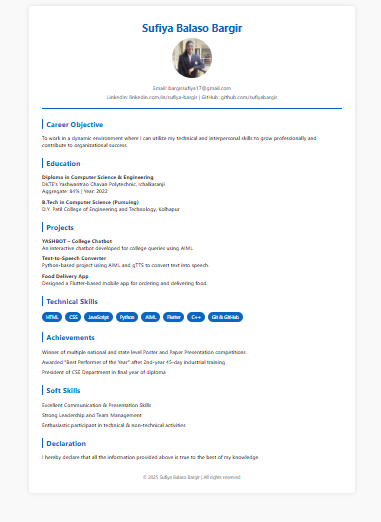 Sufiya Balaso Bargir
Email: bargirsufiya17@gmail.com
LinkedIn: linkedin.com/in/sufiya-bargir | GitHub: github.com/sufiyabargir
Career Objective
To work in a dynamic environment where I can utilize my technical and interpersonal skills to grow professionally and
contribute to organizational success.
Education
Diploma in Computer Science & Engineering
DKTE's Yashwantrao Chavan Polytechnic, Ichalkaranji
Aggregate: 84% | Year: 2022
B.Tech in Computer Science (Pursuing)
D.Y. Patil College of Engineering and Technology, Kolhapur
Projects
YASHBOT – College Chatbot
An interactive chatbot developed for college queries using AIML.
Text-to-Speech Converter
Python-based project using AIML and gTTS to convert text into speech.
Food Delivery App
Designed a Flutter-based mobile app for ordering and delivering food.
Technical Skills
HTML CSS JavaScript Python AIML Flutter C++ Git & GitHub
Achievements
Winner of multiple national and state level Poster and Paper Presentation competitions
Awarded "Best Performer of the Year" after 2nd-year 45-day industrial training
President of CSE Department in final year of diploma
Soft Skills
Excellent Communication & Presentation Skills
Strong Leadership and Team Management
Enthusiastic participant in technical & non-technical activities
Declaration
I hereby declare that all the information provided above is true to the best of my knowledge.
© 2025 Sufiya Balaso Bargir | All rights reserved.